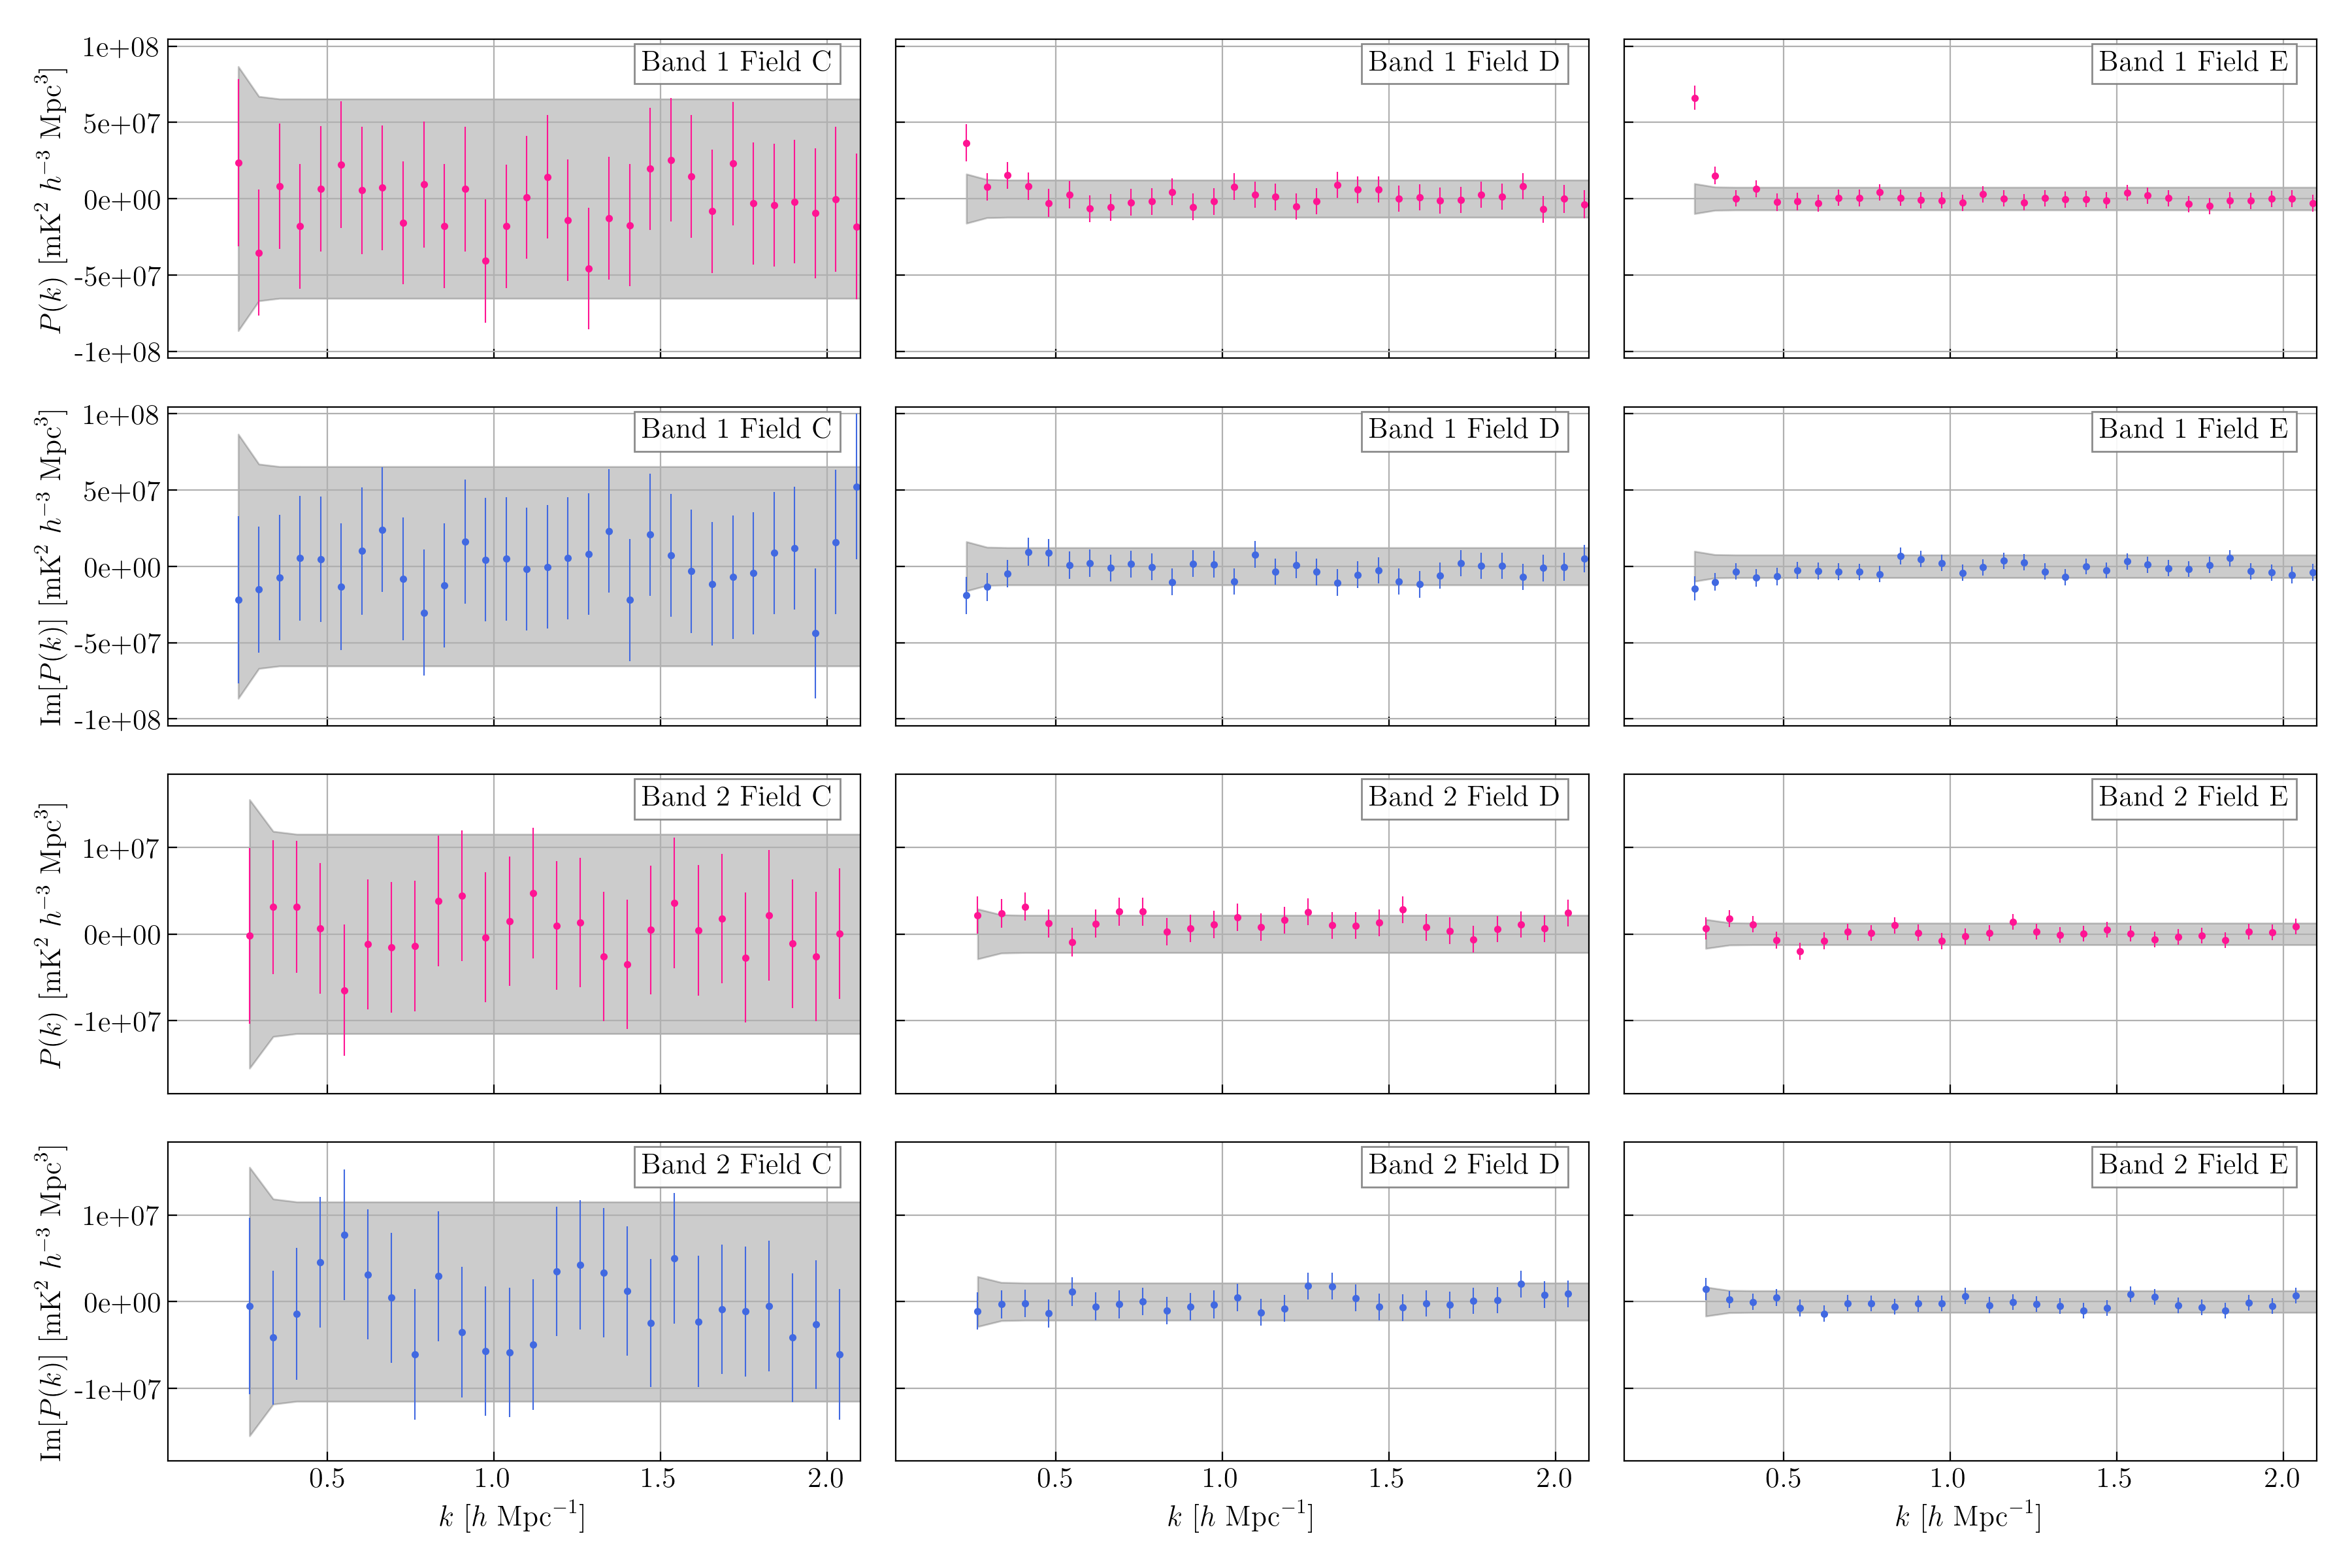 Band 1 Field C
Band 1 Field D
Band 1 Field E
1e+08
5e+07
0e+00
-5e+07
-1e+08
P(k) [mK² h⁻³ Mpc³]
Band 1 Field C
Band 1 Field D
Band 1 Field E
1e+08
5e+07
0e+00
-5e+07
-1e+08
Im[P(k)] [mK² h⁻³ Mpc³]
Band 2 Field C
Band 2 Field D
Band 2 Field E
1e+07
0e+00
-1e+07
P(k) [mK² h⁻³ Mpc³]
Band 2 Field C
Band 2 Field D
Band 2 Field E
1e+07
0e+00
-1e+07
Im[P(k)] [mK² h⁻³ Mpc³]
0.5 1.0 1.5 2.0
0.5 1.0 1.5 2.0
0.5 1.0 1.5 2.0
k [h Mpc⁻¹]
k [h Mpc⁻¹]
k [h Mpc⁻¹]